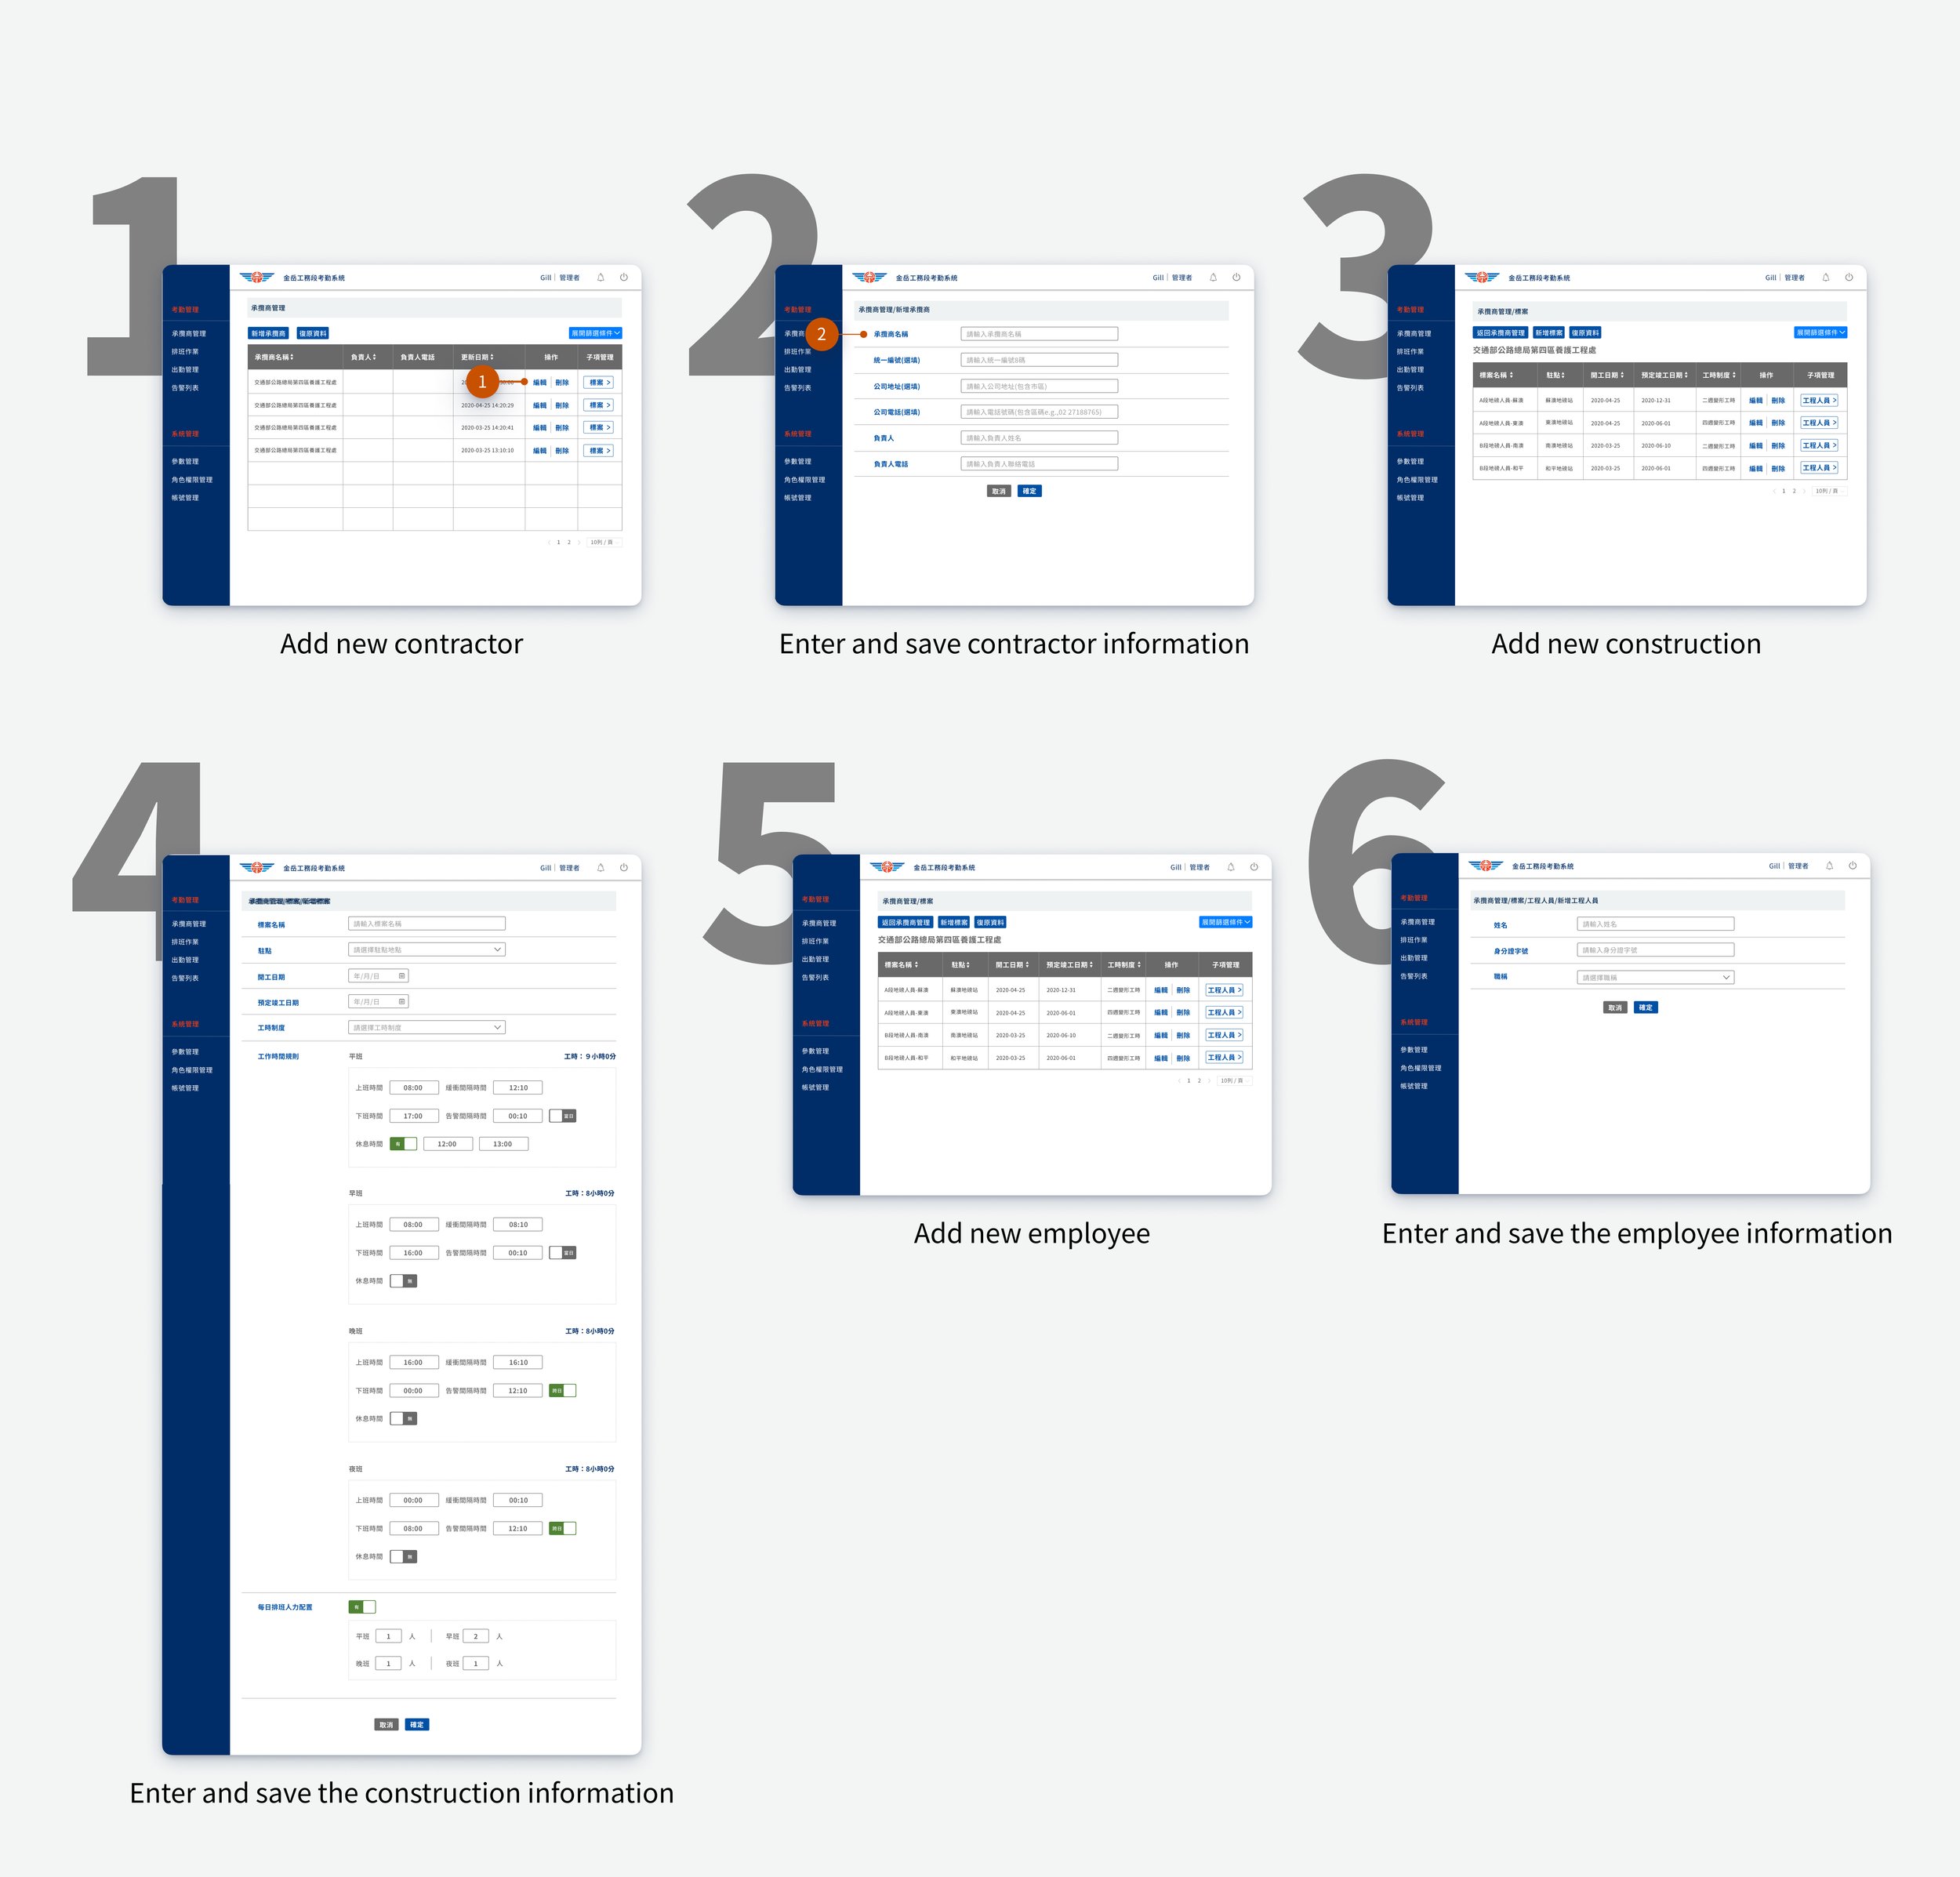 1
金岳工務段考勤系統
Gill 管理者
考勤管理
承攬商管理
排班作業
出勤管理
告警列表
系統管理
參數管理
角色權限管理
帳號管理
承攬商管理
新增承攬商 復原資料 展開篩選條件
承攬商名稱 負責人 負責人電話 更新日期 操作 子項管理
交通部公路總局第四區養護工程處 1 編輯 刪除 標案 >
交通部公路總局第四區養護工程處 2020-04-25 14:20:29 編輯 刪除 標案 >
交通部公路總局第四區養護工程處 2020-03-25 14:20:41 編輯 刪除 標案 >
交通部公路總局第四區養護工程處 2020-03-25 13:10:10 編輯 刪除 標案 >
< 1 2 > 10列 / 頁
Add new contractor
2
金岳工務段考勤系統
Gill 管理者
考勤管理
承攬商
排班作業
出勤管理
告警列表
系統管理
參數管理
角色權限管理
帳號管理
承攬商管理/新增承攬商
2 承攬商名稱 請輸入承攬商名稱
統一編號(選填) 請輸入統一編號8碼
公司地址(選填) 請輸入公司地址(包含市區)
公司電話(選填) 請輸入電話號碼(包含區碼e.g.,02 27188765)
負責人 請輸入負責人姓名
負責人電話 請輸入負責人聯絡電話
取消 確定
Enter and save contractor information
3
金岳工務段考勤系統
Gill 管理者
考勤管理
承攬商管理
排班作業
出勤管理
告警列表
系統管理
參數管理
角色權限管理
帳號管理
承攬商管理/標案
返回承攬商管理 新增標案 復原資料 展開篩選條件
交通部公路總局第四區養護工程處
標案名稱 駐點 開工日期 預定竣工日期 工時制度 操作 子項管理
A段地磅人員-蘇澳 蘇澳地磅站 2020-04-25 2020-12-31 二週變形工時 編輯 刪除 工程人員 >
A段地磅人員-東澳 東澳地磅站 2020-04-25 2020-06-01 四週變形工時 編輯 刪除 工程人員 >
B段地磅人員-南澳 南澳地磅站 2020-03-25 2020-06-10 二週變形工時 編輯 刪除 工程人員 >
B段地磅人員-和平 和平地磅站 2020-03-25 2020-06-01 四週變形工時 編輯 刪除 工程人員 >
< 1 2 > 10列 / 頁
Add new construction
4
金岳工務段考勤系統
Gill 管理者
考勤管理
承攬商管理
排班作業
出勤管理
告警列表
系統管理
參數管理
角色權限管理
帳號管理
標案名稱 請輸入標案名稱
駐點 請選擇駐點地點
開工日期 年/月/日
預定竣工日期 年/月/日
工時制度 請選擇工時制度
工作時間規則 平班 工時：9 小時0分
上班時間 08:00 緩衝間隔時間 12:10
下班時間 17:00 告警間隔時間 00:10 當日
休息時間 有 12:00 13:00
早班 工時：8小時0分
上班時間 08:00 緩衝間隔時間 08:10
下班時間 16:00 告警間隔時間 00:10 當日
休息時間 無
晚班 工時：8小時0分
上班時間 16:00 緩衝間隔時間 16:10
下班時間 00:00 告警間隔時間 12:10 跨日
休息時間 無
夜班 工時：8小時0分
上班時間 00:00 緩衝間隔時間 00:10
下班時間 08:00 告警間隔時間 12:10 跨日
休息時間 無
每日排班人力配置 有
平班 1 人 早班 2 人
晚班 1 人 夜班 1 人
取消 確定
Enter and save the construction information
5
金岳工務段考勤系統
Gill 管理者
考勤管理
承攬商管理
排班作業
出勤管理
告警列表
系統管理
參數管理
角色權限管理
帳號管理
承攬商管理/標案
返回承攬商管理 新增標案 復原資料 展開篩選條件
交通部公路總局第四區養護工程處
標案名稱 駐點 開工日期 預定竣工日期 工時制度 操作 子項管理
A段地磅人員-蘇澳 蘇澳地磅站 2020-04-25 2020-12-31 二週變形工時 編輯 刪除 工程人員 >
A段地磅人員-東澳 東澳地磅站 2020-04-25 2020-06-01 四週變形工時 編輯 刪除 工程人員 >
B段地磅人員-南澳 南澳地磅站 2020-03-25 2020-06-10 二週變形工時 編輯 刪除 工程人員 >
B段地磅人員-和平 和平地磅站 2020-03-25 2020-06-01 四週變形工時 編輯 刪除 工程人員 >
< 1 2 > 10列 / 頁
Add new employee
6
金岳工務段考勤系統
Gill 管理者
考勤管理
承攬商管理
排班作業
出勤管理
告警列表
系統管理
參數管理
角色權限管理
帳號管理
承攬商管理/標案/工程人員/新增工程人員
姓名 請輸入姓名
身分證字號 請輸入身分證字號
職稱 請選擇職稱
取消 確定
Enter and save the employee information